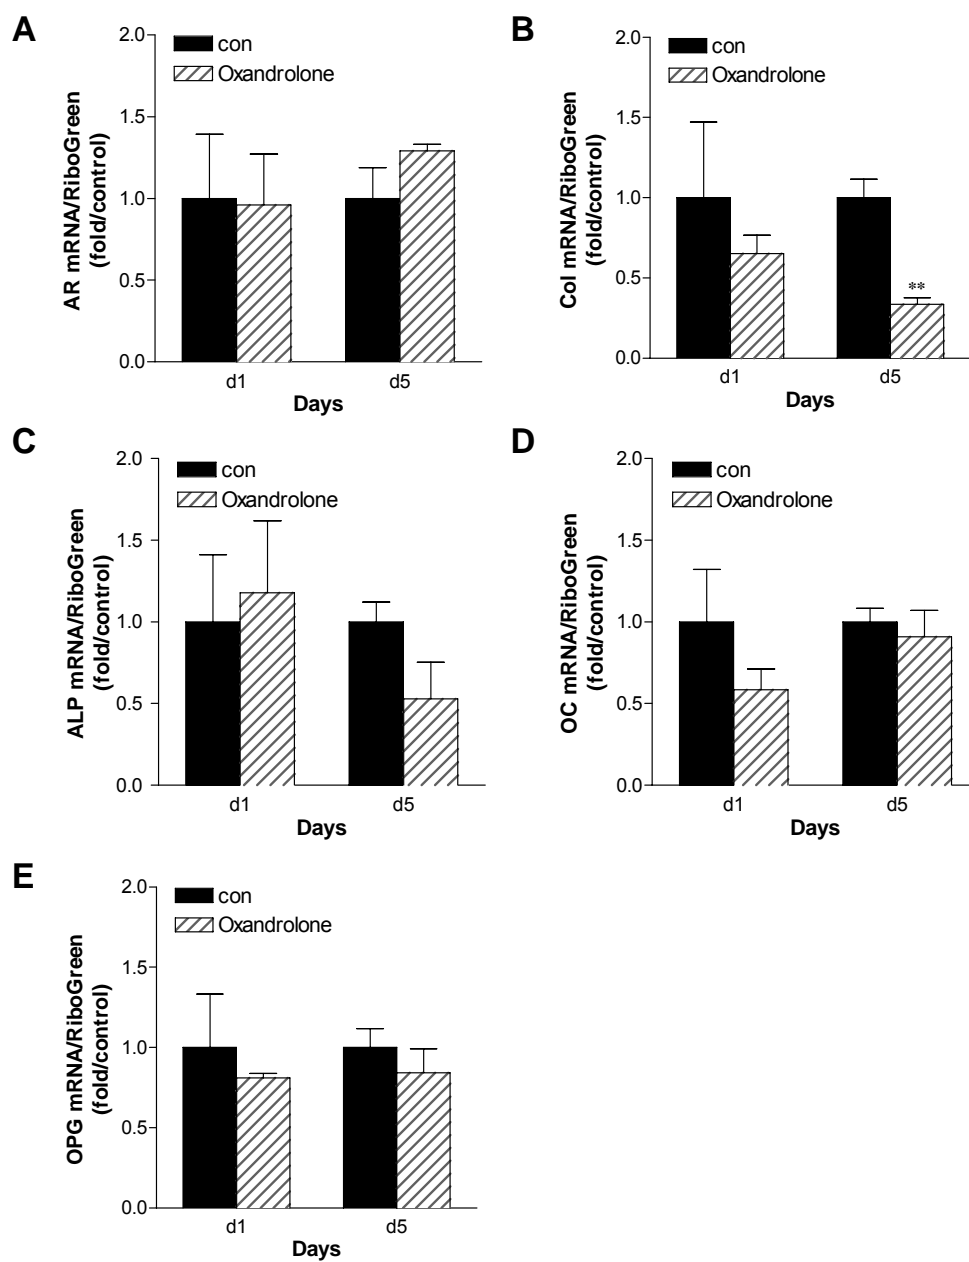 A
AR mRNA/RiboGreen
(fold/control)
2.0
1.5
1.0
0.5
0.0
con
Oxandrolone
d1
d5
Days
B
Col mRNA/RiboGreen
(fold/control)
2.0
1.5
1.0
0.5
0.0
con
Oxandrolone
**
d1
d5
Days
C
ALP mRNA/RiboGreen
(fold/control)
2.0
1.5
1.0
0.5
0.0
con
Oxandrolone
d1
d5
Days
D
OC mRNA/RiboGreen
(fold/control)
2.0
1.5
1.0
0.5
0.0
con
Oxandrolone
d1
d5
Days
E
OPG mRNA/RiboGreen
(fold/control)
2.0
1.5
1.0
0.5
0.0
con
Oxandrolone
d1
d5
Days